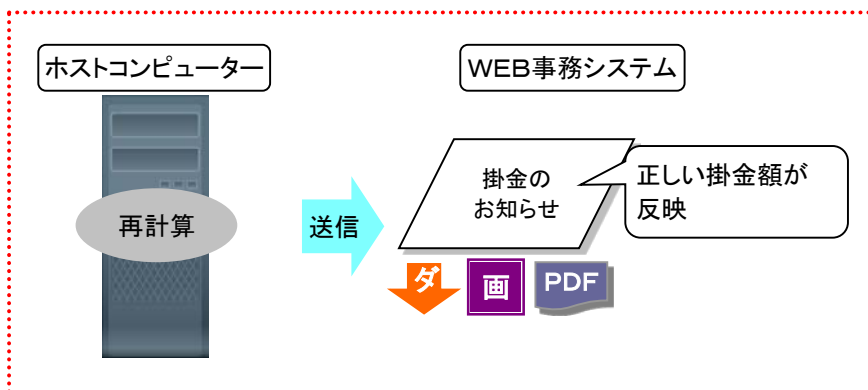 ホストコンピューター
WEB事務システム
再計算
送信
掛金の
お知らせ
正しい掛金額が
反映
ダ
画
PDF